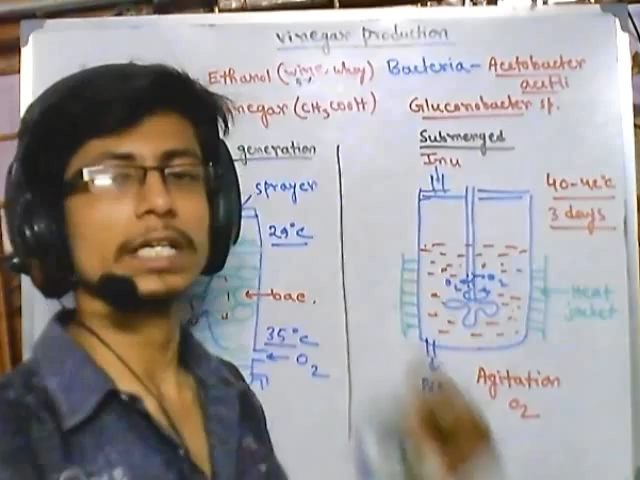 vinegar production
Ethanol (wine, whey) Bacteria - Acetobacter
aceti
vinegar (CH3COOH) Gluconobacter sp.
generation
Submerged
Inu
sprayer
40-42°C
3 days
29°C
bac.
Heat
jacket
35°C
O2
Agitation
O2